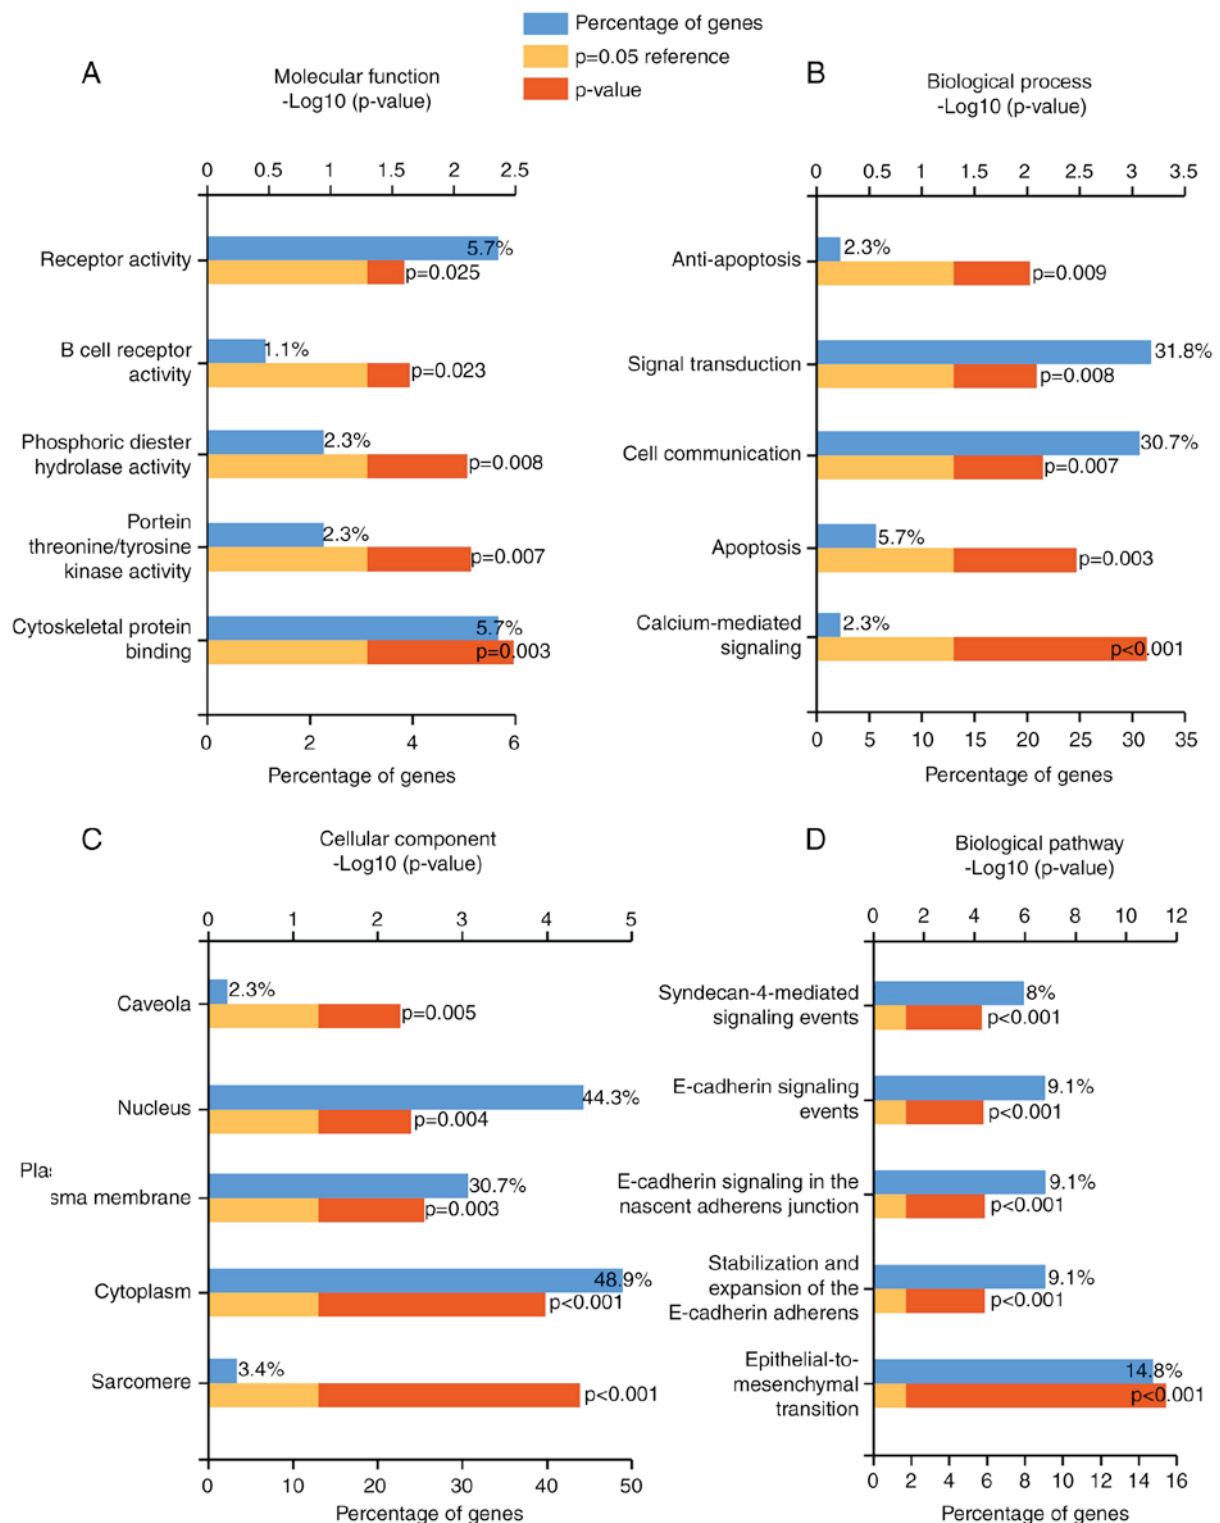 Percentage of genes
p=0.05 reference
p-value
A
Molecular function
-Log10 (p-value)
0 0.5 1 1.5 2 2.5
Receptor activity
5.7%
p=0.025
B cell receptor
activity
1.1%
p=0.023
Phosphoric diester
hydrolase activity
2.3%
p=0.008
Portein
threonine/tyrosine
kinase activity
2.3%
p=0.007
Cytoskeletal protein
binding
5.7%
p=0.003
0 2 4 6
Percentage of genes
B
Biological process
-Log10 (p-value)
0 0.5 1 1.5 2 2.5 3 3.5
Anti-apoptosis
2.3%
p=0.009
Signal transduction
31.8%
p=0.008
Cell communication
30.7%
p=0.007
Apoptosis
5.7%
p=0.003
Calcium-mediated
signaling
2.3%
p<0.001
0 5 10 15 20 25 30 35
Percentage of genes
C
Cellular component
-Log10 (p-value)
0 1 2 3 4 5
Caveola
2.3%
p=0.005
Nucleus
44.3%
p=0.004
Plasma membrane
30.7%
p=0.003
Cytoplasm
48.9%
p<0.001
Sarcomere
3.4%
p<0.001
0 10 20 30 40 50
Percentage of genes
D
Biological pathway
-Log10 (p-value)
0 2 4 6 8 10 12
Syndecan-4-mediated
signaling events
8%
p<0.001
E-cadherin signaling
events
9.1%
p<0.001
E-cadherin signaling in the
nascent adherens junction
9.1%
p<0.001
Stabilization and
expansion of the
E-cadherin adherens
9.1%
p<0.001
Epithelial-to-
mesenchymal
transition
14.8%
p<0.001
0 2 4 6 8 10 12 14 16
Percentage of genes